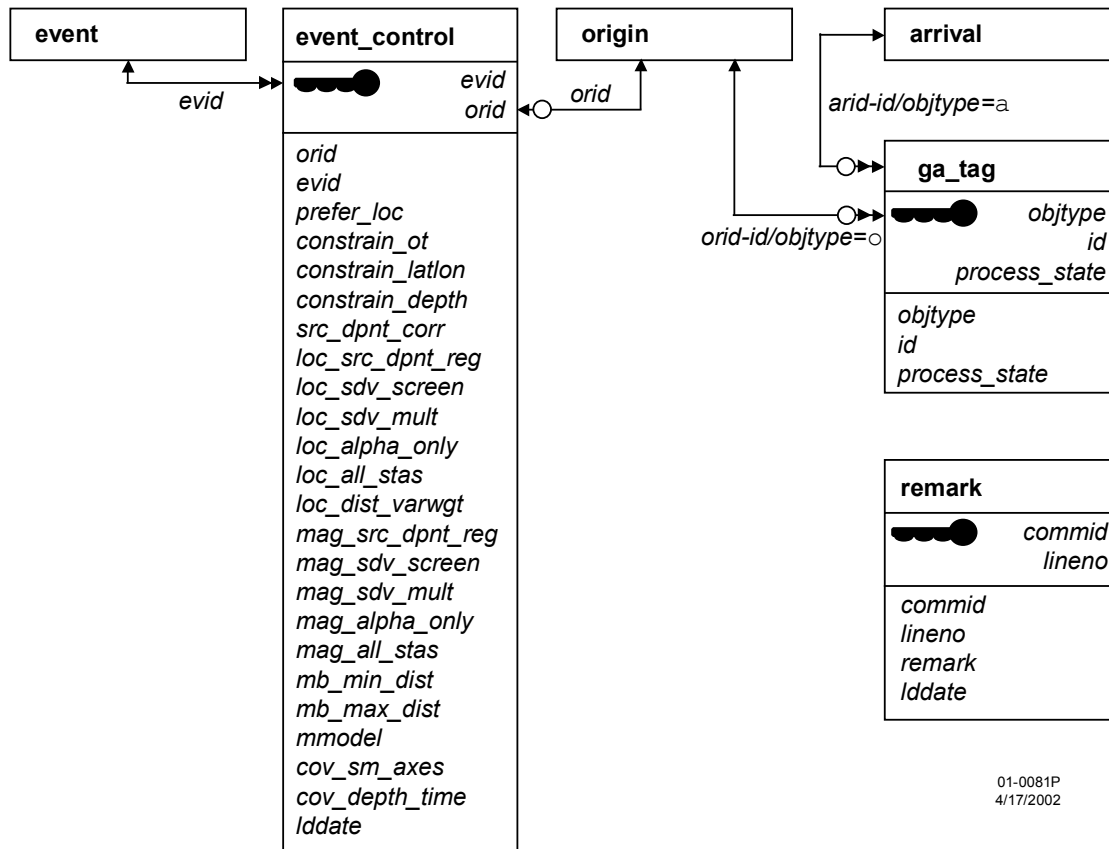 event
evid
event_control
evid
orid
orid
evid
prefer_loc
constrain_ot
constrain_latlon
constrain_depth
src_dpnt_corr
loc_src_dpnt_reg
loc_sdv_screen
loc_sdv_mult
loc_alpha_only
loc_all_stas
loc_dist_varwgt
mag_src_dpnt_reg
mag_sdv_screen
mag_sdv_mult
mag_alpha_only
mag_all_stas
mb_min_dist
mb_max_dist
mmodel
cov_sm_axes
cov_depth_time
lddate
origin
orid
orid-id/objtype=o
arrival
arid-id/objtype=a
ga_tag
objtype
id
process_state
objtype
id
process_state
remark
commid
lineno
commid
lineno
remark
lddate
01-0081P
4/17/2002